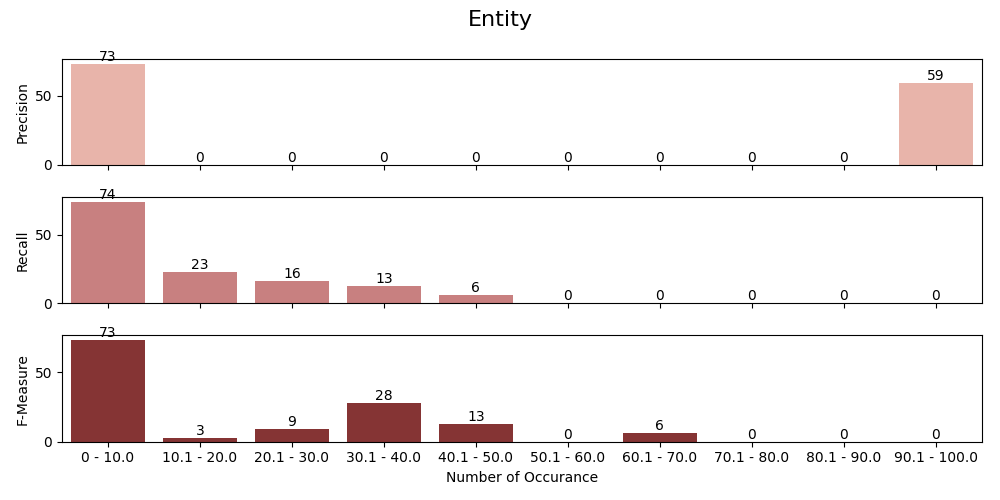 Entity
Precision
50
0
73 0 0 0 0 0 0 0 0 59
Recall
50
0
74 23 16 13 6 0 0 0 0 0
F-Measure
50
0
73 3 9 28 13 0 6 0 0 0
0 - 10.0 10.1 - 20.0 20.1 - 30.0 30.1 - 40.0 40.1 - 50.0 50.1 - 60.0 60.1 - 70.0 70.1 - 80.0 80.1 - 90.0 90.1 - 100.0
Number of Occurance